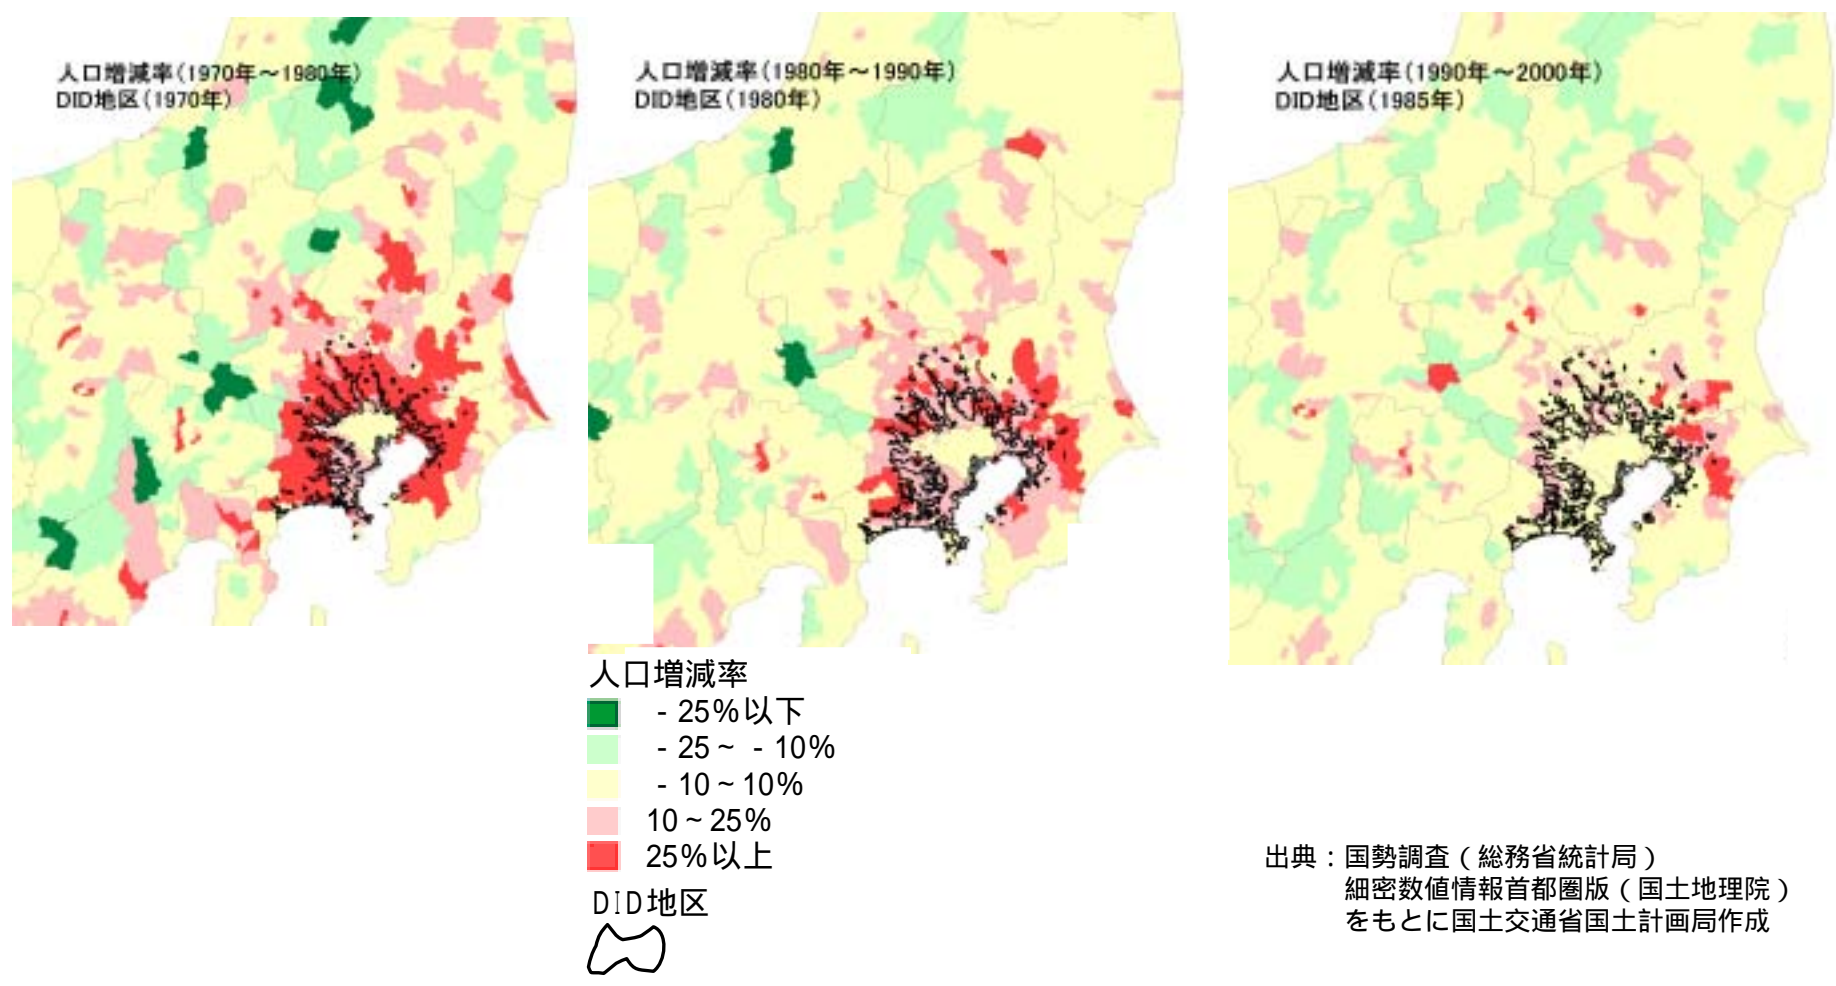 人口増減率(1970年～1980年)
DID地区(1970年)
人口増減率(1980年～1990年)
DID地区(1980年)
人口増減率(1990年～2000年)
DID地区(1985年)
人口増減率
- 25%以下
- 25～ - 10%
- 10～10%
10～25%
25%以上
DID地区
出典：国勢調査（総務省統計局）
細密数値情報首都圏版（国土地理院）
をもとに国土交通省国土計画局作成